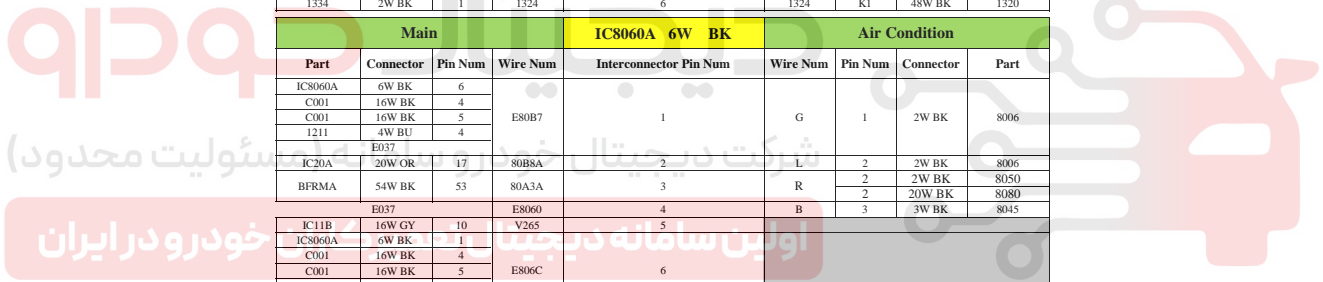 1334 2W BK 1 1324 6 1324 K1 48W BK 1320
Main IC8060A 6W BK Air Condition
Part Connector Pin Num Wire Num Interconnector Pin Num Wire Num Pin Num Connector Part
IC8060A 6W BK 6
C001 16W BK 4
C001 16W BK 5 E80B7 1 G 1 2W BK 8006
1211 4W BU 4
E037
IC20A 20W OR 17 80B8A 2 L 2 2W BK 8006
BFRMA 54W BK 53 80A3A 3 R 2 2W BK 8050
2 20W BK 8080
E037 E8060 4 B 3 3W BK 8045
IC11B 16W GY 10 V265 5
IC8060A 6W BK 1
C001 16W BK 4
C001 16W BK 5 E806C 6
دیجیتال خودرو
شرکت دیجیتال خودرو سامانه (مسئولیت محدود)
اولین سامانه دیجیتال تعمیرکاران خودرو در ایران